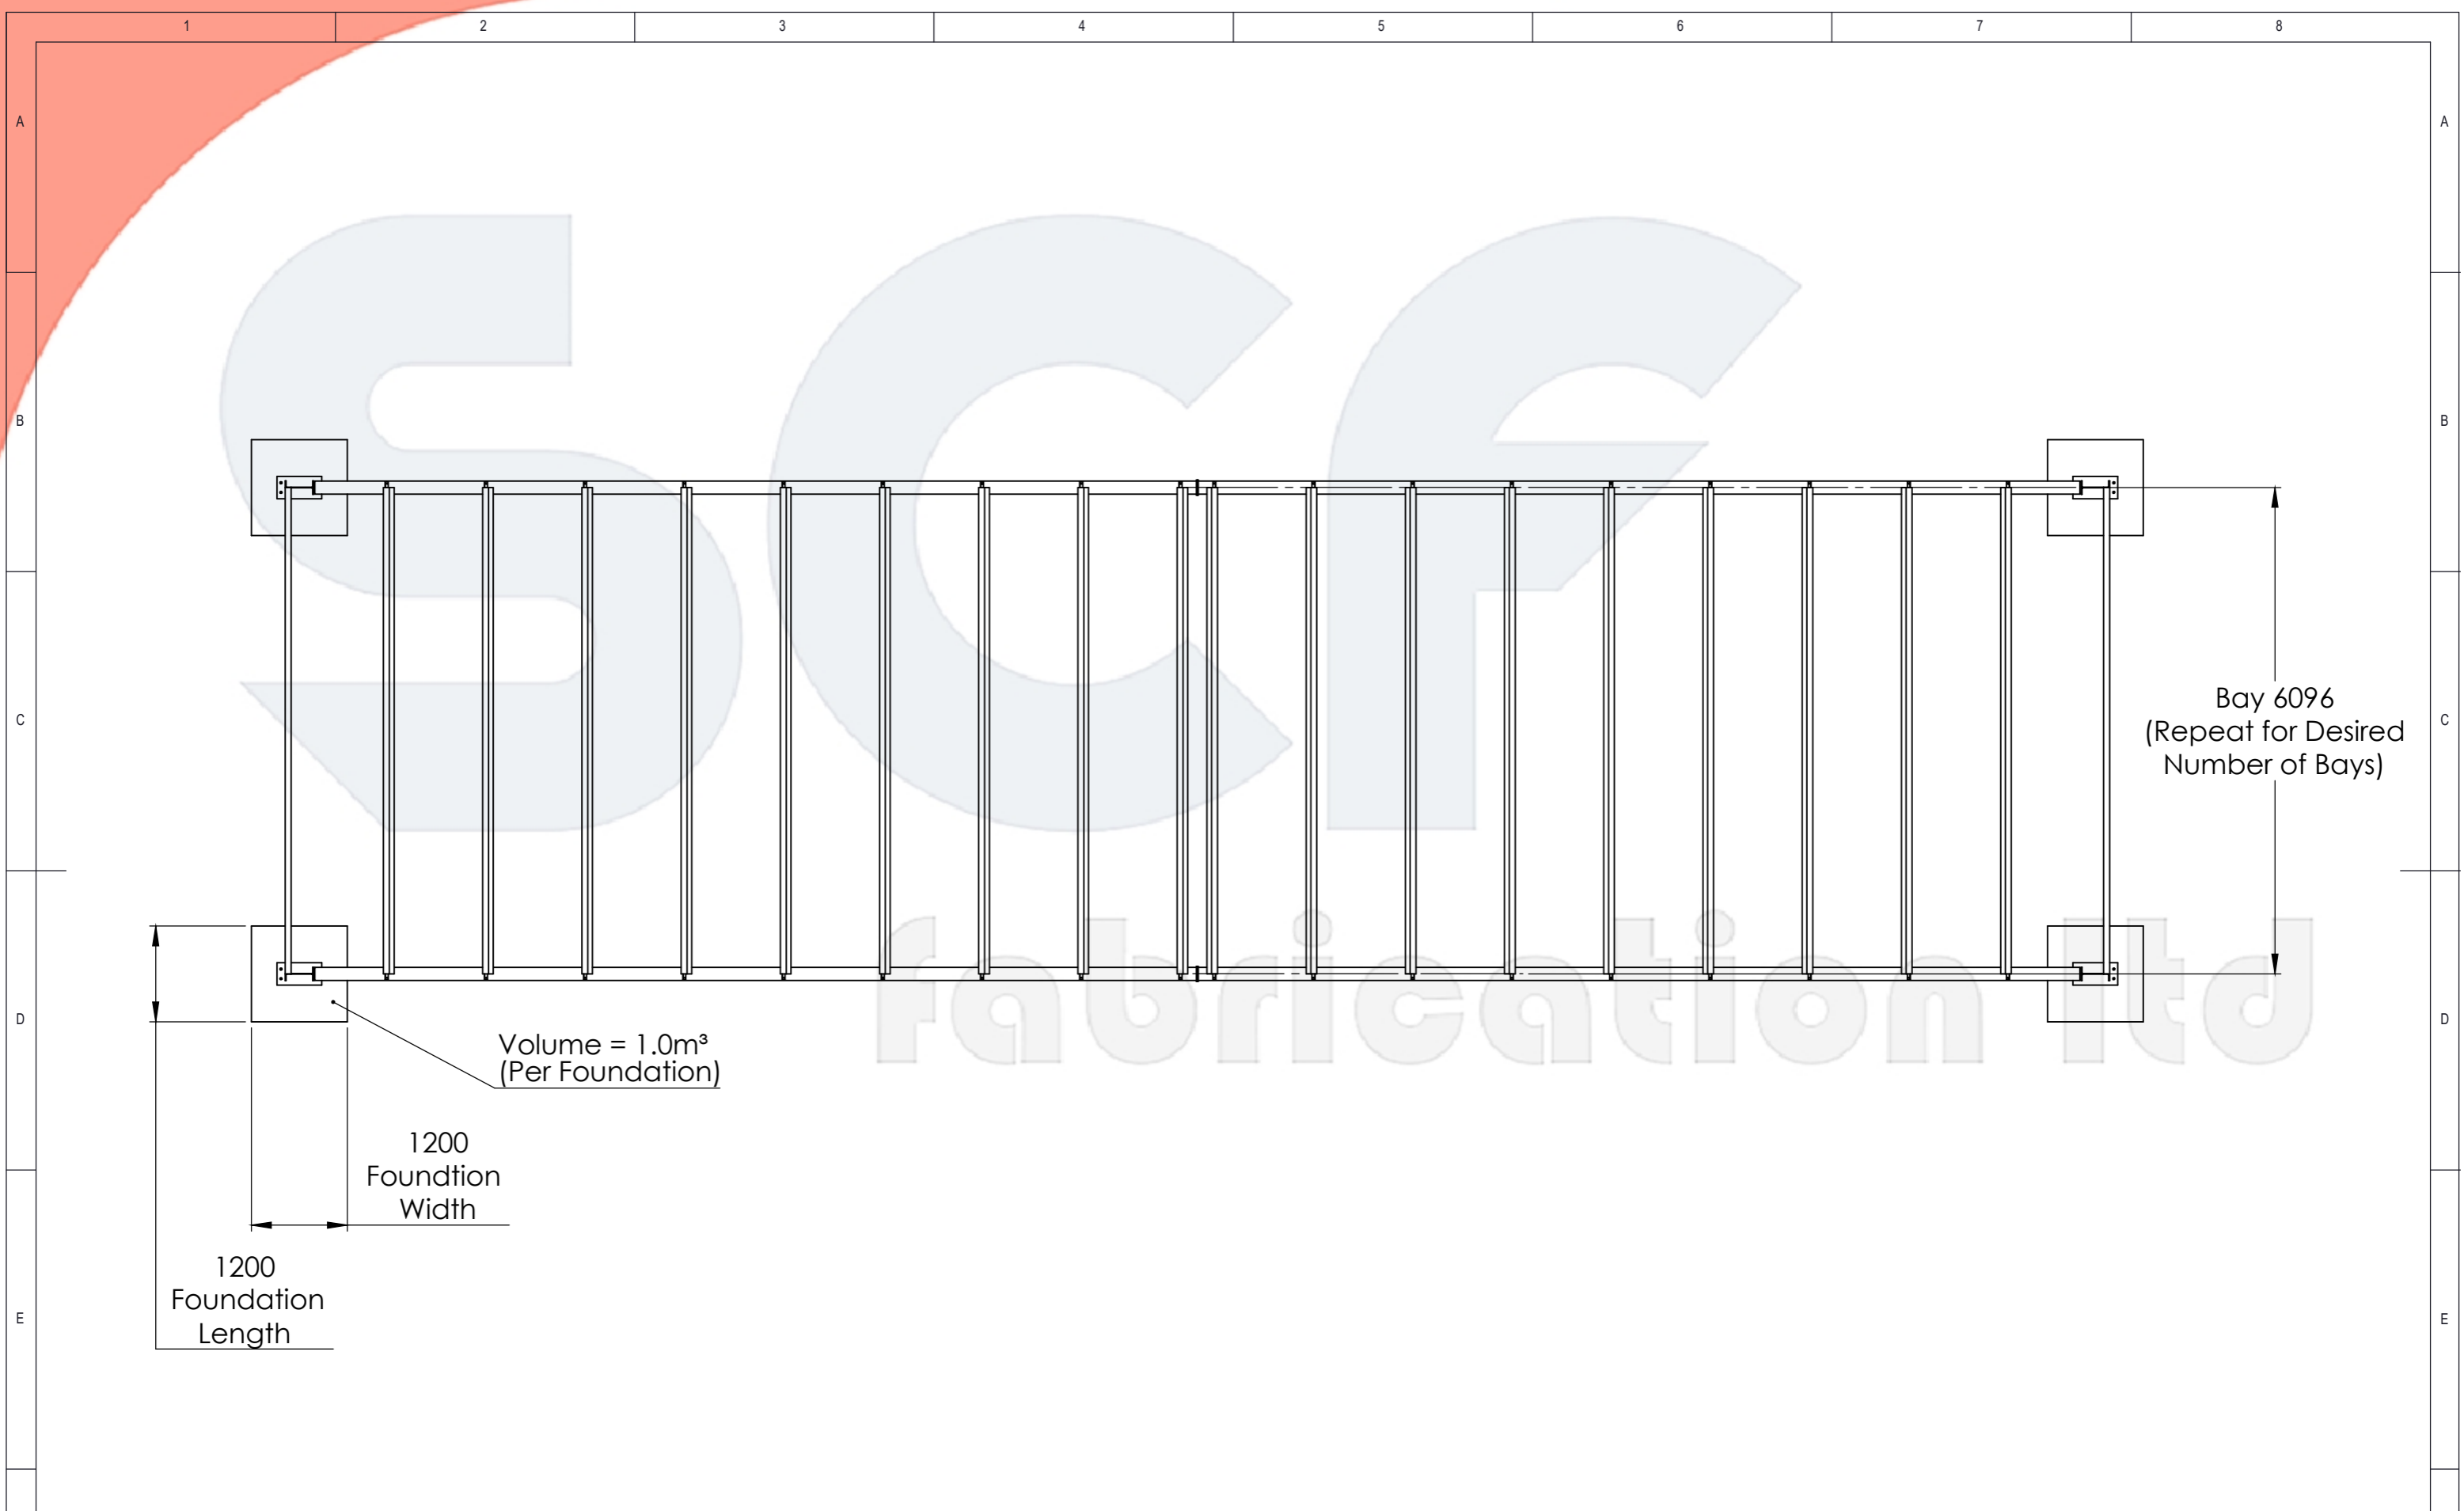 1 2 3 4 5 6 7 8
A A
B B
SCF
Bay 6096
(Repeat for Desired
Number of Bays)
C C
fabrication ltd
D D
Volume = 1.0m³
(Per Foundation)
1200
Foundtion
Width
1200
Foundation
Length
E E